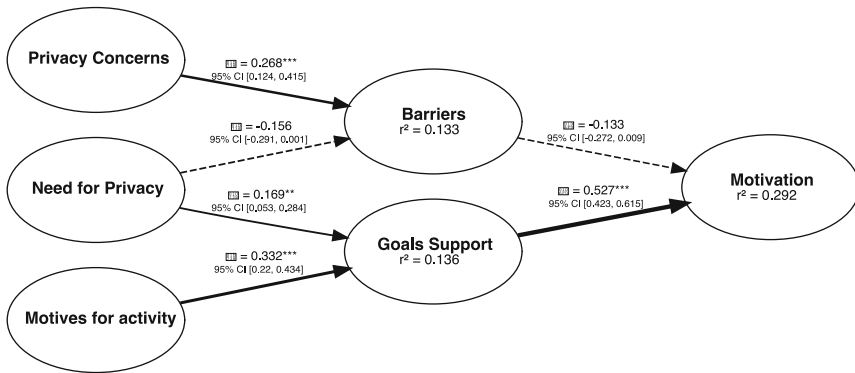 Privacy Concerns
= 0.268***
95% CI [0.124, 0.415]
Barriers
r² = 0.133
= -0.156
95% CI [-0.291, 0.001]
= -0.133
95% CI [-0.272, 0.009]
Need for Privacy
= 0.169**
95% CI [0.053, 0.284]
Motivation
r² = 0.292
= 0.527***
95% CI [0.423, 0.615]
Goals Support
r² = 0.136
= 0.332***
95% CI [0.22, 0.434]
Motives for activity